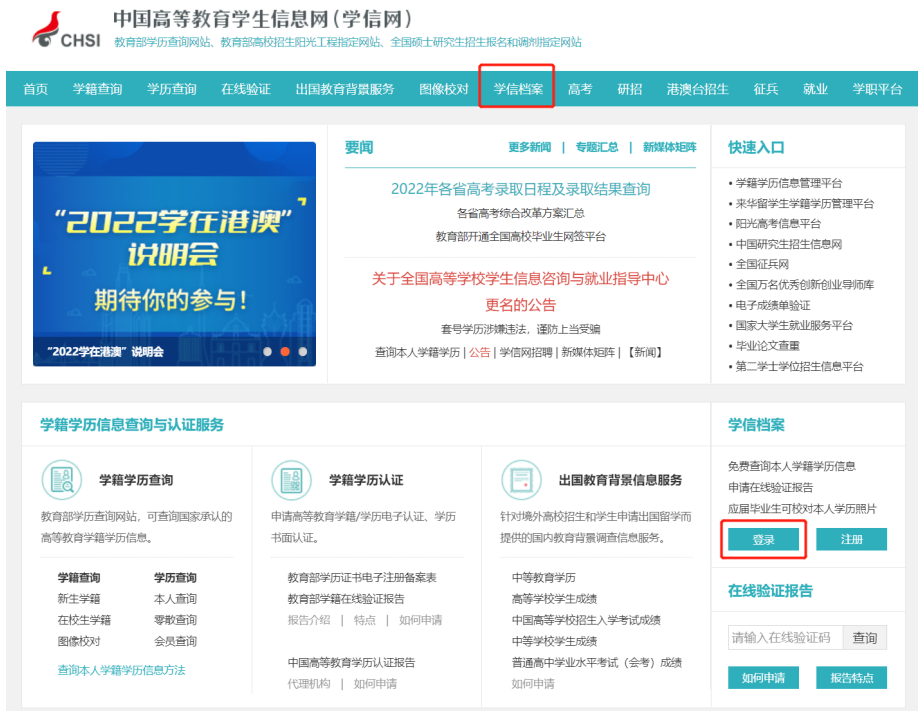 中国高等教育学生信息网(学信网)
CHSI 教育部学历查询网站、教育部高校招生阳光工程指定网站、全国硕士研究生招生报名和调剂指定网站
首页 学籍查询 学历查询 在线验证 出国教育背景服务 图像校对 学信档案 高考 研招 港澳台招生 征兵 就业 学职平台
“2022学在港澳”
说明会
期待你的参与!
“2022学在港澳”说明会
要闻 更多新闻 | 专题汇总 | 新媒体矩阵
2022年各省高考录取日程及录取结果查询
各省高考综合改革方案汇总
教育部开通全国高校毕业生网签平台
关于全国高等学校学生信息咨询与就业指导中心
更名的公告
套号学历涉嫌违法,谨防上当受骗
查询本人学籍学历 | 公告 | 学信网招聘 | 新媒体矩阵 | 【新闻】
快速入口
• 学籍学历信息管理平台
• 来华留学生学籍学历管理平台
• 阳光高考信息平台
• 中国研究生招生信息网
• 全国征兵网
• 全国万名优秀创新创业导师库
• 电子成绩单验证
• 国家大学生就业服务平台
• 毕业论文查重
• 第二学士学位招生信息平台
学籍学历信息查询与认证服务
学籍学历查询
教育部学历查询网站,可查询国家承认的
高等教育学籍学历信息。
学籍查询 学历查询
新生学籍 本人查询
在校生学籍 零散查询
图像校对 会员查询
查询本人学籍学历信息方法
学籍学历认证
申请高等教育学籍/学历电子认证、学历
书面认证。
教育部学历证书电子注册备案表
教育部学籍在线验证报告
报告介绍 | 特点 | 如何申请
中国高等教育学历认证报告
代理机构 | 如何申请
出国教育背景信息服务
针对境外高校招生和学生申请出国留学而
提供的国内教育背景调查信息服务。
中等教育学历
高等学校学生成绩
中国高等学校招生入学考试成绩
中等学校学生成绩
普通高中学业水平考试(会考)成绩
如何申请
学信档案
免费查询本人学籍学历信息
申请在线验证报告
应届毕业生可校对本人学历照片
登录 注册
在线验证报告
请输入在线验证码 查询
如何申请 报告特点